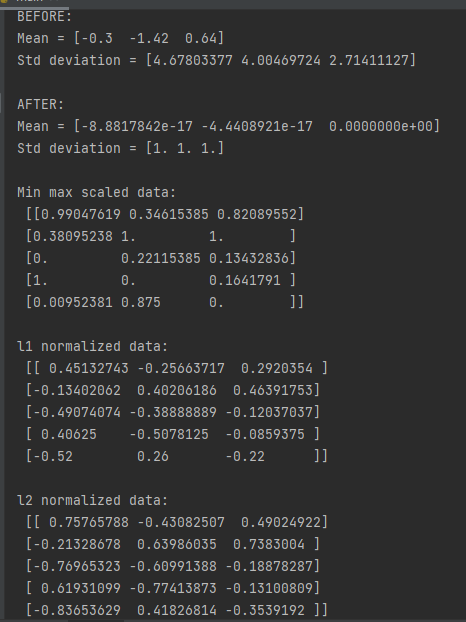 main
BEFORE:
Mean = [-0.3  -1.42  0.64]
Std deviation = [4.67803377 4.00469724 2.71411127]
AFTER:
Mean = [-8.8817842e-17 -4.4408921e-17  0.0000000e+00]
Std deviation = [1. 1. 1.]
Min max scaled data:
[[0.99047619 0.34615385 0.82089552]
[0.38095238 1.         1.        ]
[0.         0.22115385 0.13432836]
[1.         0.         0.1641791 ]
[0.00952381 0.875      0.        ]]
l1 normalized data:
[[ 0.45132743 -0.25663717  0.2920354 ]
[-0.13402062  0.40206186  0.46391753]
[-0.49074074 -0.38888889 -0.12037037]
[ 0.40625    -0.5078125  -0.0859375 ]
[-0.52        0.26       -0.22      ]]
l2 normalized data:
[[ 0.75765788 -0.43082507  0.49024922]
[-0.21328678  0.63986035  0.7383004 ]
[-0.76965323 -0.60991388 -0.18878287]
[ 0.61931099 -0.77413873 -0.13100809]
[-0.83653629  0.41826814 -0.3539192 ]]